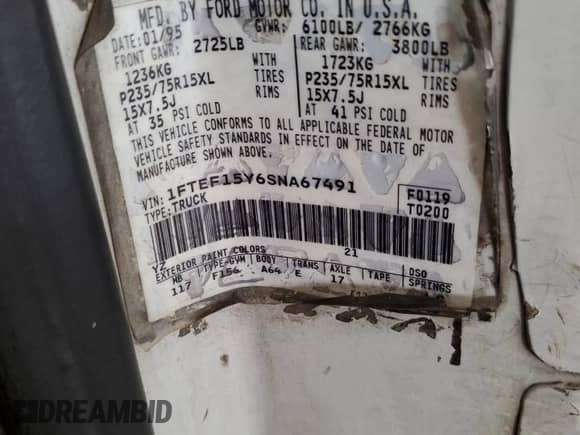 MFD. BY FORD MOTOR CO. IN U.S.A.
DATE: 01/95 GVWR: 6100LB/ 2766KG
FRONT GAWR: 2725LB REAR GAWR: 3800LB
1236KG WITH 1723KG WITH
P235/75R15XL TIRES P235/75R15XL TIRES
15X7.5J RIMS 15X7.5J RIMS
AT 35 PSI COLD AT 41 PSI COLD
THIS VEHICLE CONFORMS TO ALL APPLICABLE FEDERAL MOTOR
VEHICLE SAFETY STANDARDS IN EFFECT ON THE DATE OF
MANUFACTURE SHOWN ABOVE.
VIN: 1FTEF15Y6SNA67491 F0119
TYPE: TRUCK T0200
YZ 21
EXTERIOR PAINT COLORS DSO
WB TYPE-GVW BODY TRANS AXLE TAPE SPRINGS
117 F156 A64 E 17
DREAMBID